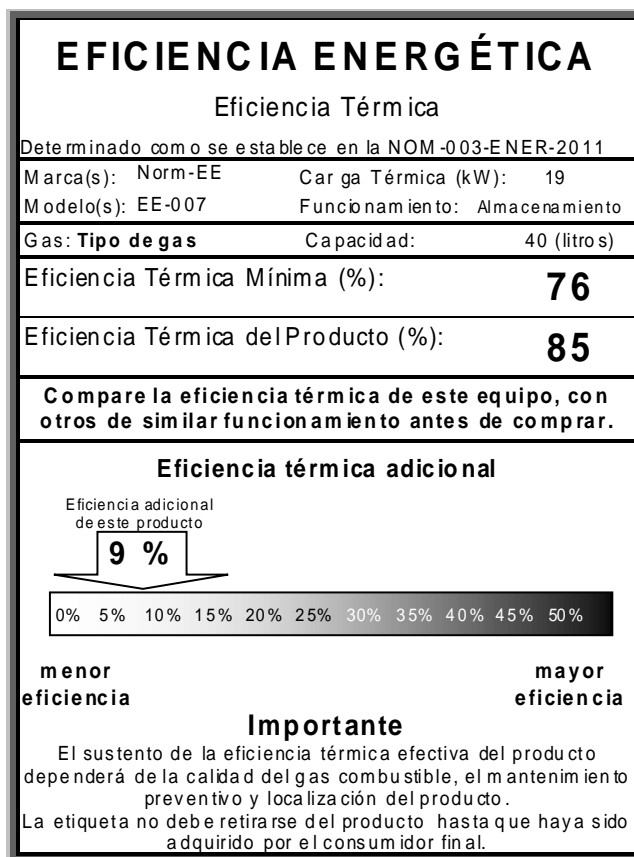 EFICIENCIA ENERGÉTICA
Eficiencia Térmica
Determinado como se establece en la NOM-003-ENER-2011
Marca(s): Norm-EE Carga Térmica (kW): 19
Modelo(s): EE-007 Funcionamiento: Almacenamiento
Gas: Tipo de gas Capacidad: 40 (litros)
Eficiencia Térmica Mínima (%): 76
Eficiencia Térmica del Producto (%): 85
Compare la eficiencia térmica de este equipo, con
otros de similar funcionamiento antes de comprar.
Eficiencia térmica adicional
Eficiencia adicional
de este producto
9 %
0% 5% 10% 15% 20% 25% 30% 35% 40% 45% 50%
menor mayor
eficiencia eficiencia
Importante
El sustento de la eficiencia térmica efectiva del producto
dependerá de la calidad del gas combustible, el mantenimiento
preventivo y localización del producto.
La etiqueta no debe retirarse del producto hasta que haya sido
adquirido por el consumidor final.